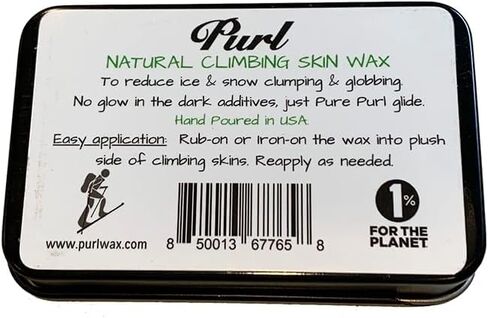 Purl
NATURAL CLIMBING SKIN WAX
To reduce ice & snow clumping & globbing.
No glow in the dark additives, just Pure Purl glide.
Hand Poured in USA.
Easy application: Rub-on or Iron-on the wax into plush
side of climbing skins. Reapply as needed.
1%
FOR THE
PLANET
www.purlwax.com
8 50013 67765 8